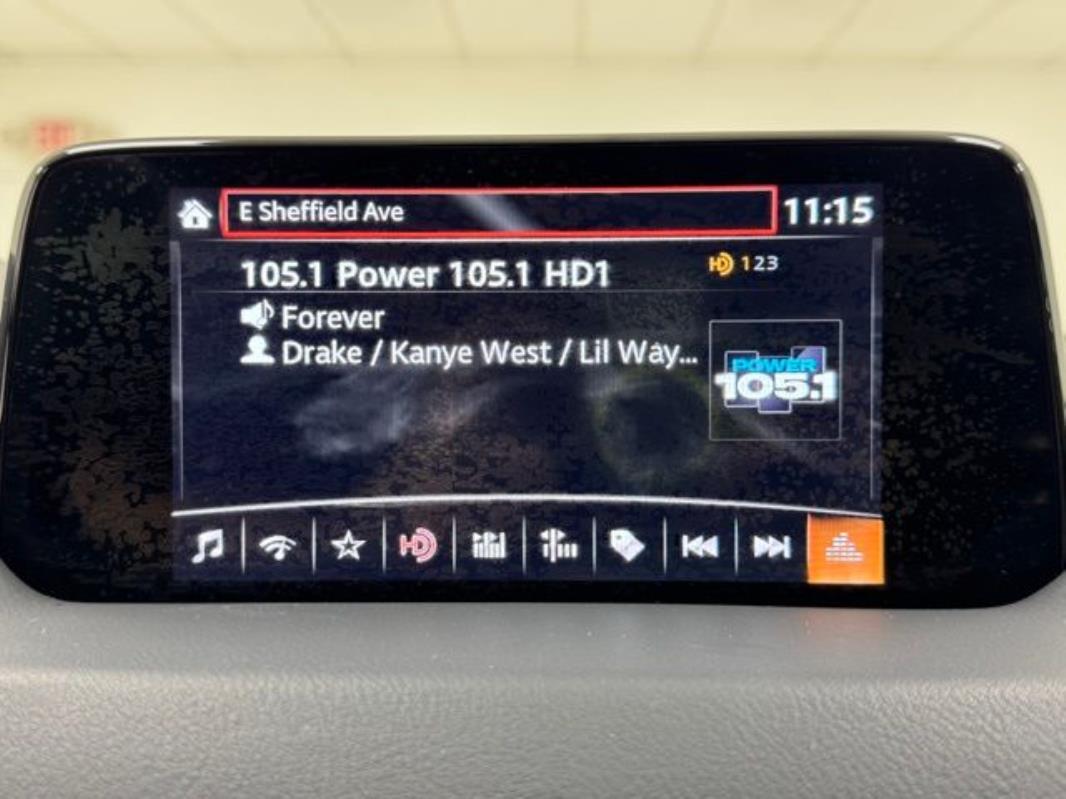 E Sheffield Ave
11:15
105.1 Power 105.1 HD1
HD 123
Forever
Drake / Kanye West / Lil Way...
POWER
105.1
HD